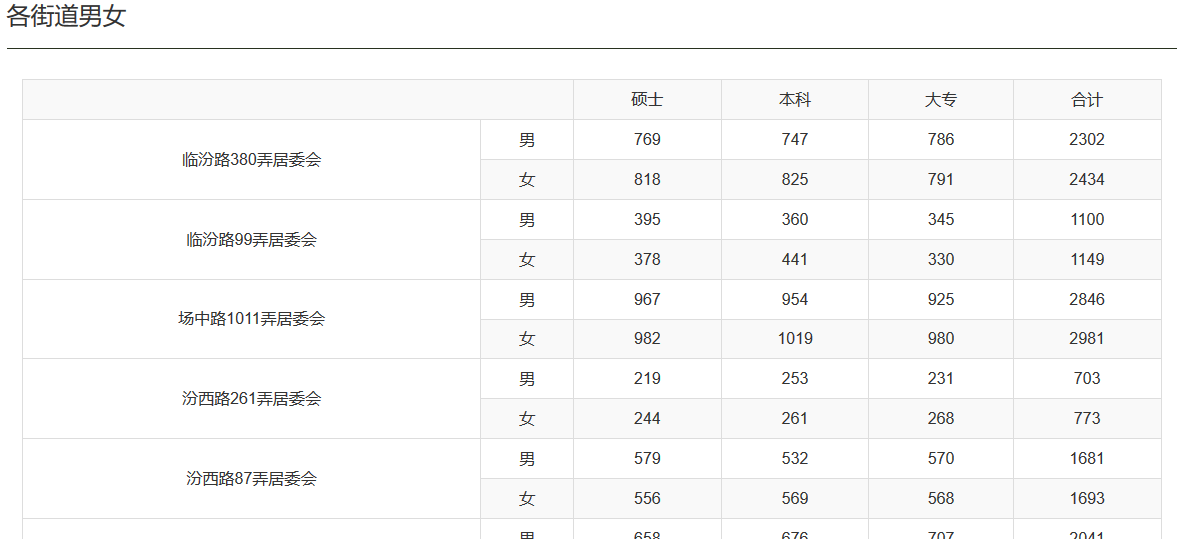 各街道男女
硕士 本科 大专 合计
临汾路380弄居委会 男 769 747 786 2302
女 818 825 791 2434
临汾路99弄居委会 男 395 360 345 1100
女 378 441 330 1149
场中路1011弄居委会 男 967 954 925 2846
女 982 1019 980 2981
汾西路261弄居委会 男 219 253 231 703
女 244 261 268 773
汾西路87弄居委会 男 579 532 570 1681
女 556 569 568 1693
男 658 676 707 2041